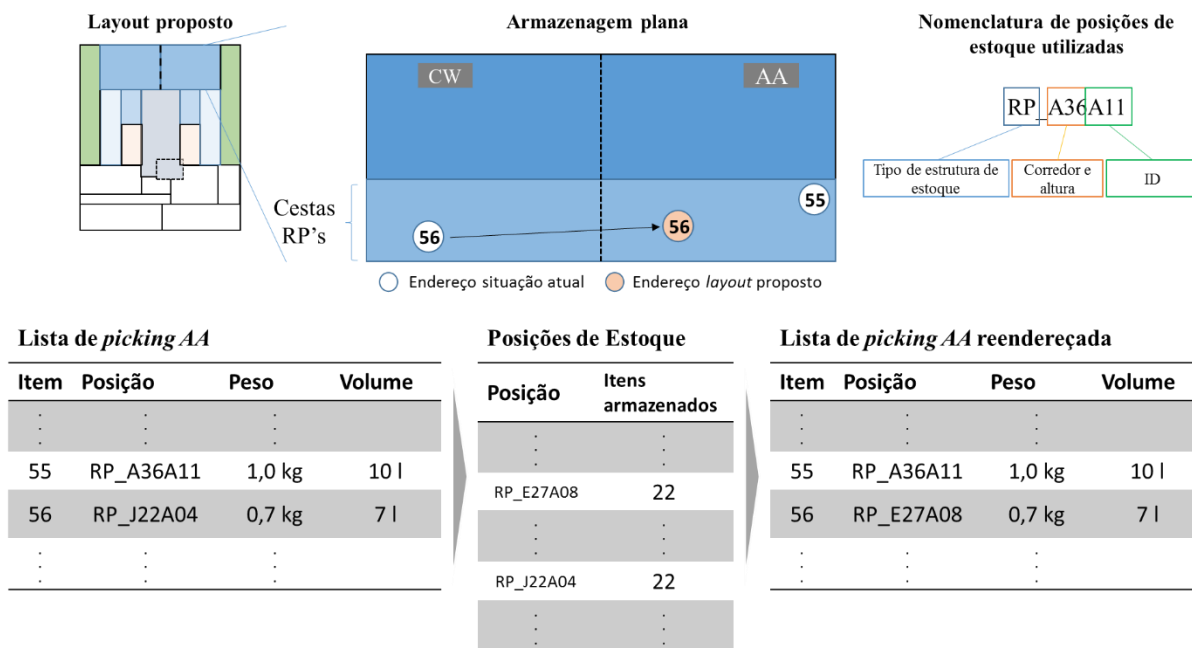 Layout proposto
Armazenagem plana
Nomenclatura de posições de
estoque utilizadas
CW
AA
RP_A36A11
Tipo de estrutura de
estoque
Corredor e
altura
ID
Cestas
RP's
56
56
55
Endereço situação atual
Endereço layout proposto
Lista de picking AA
Item Posição Peso Volume
55 RP_A36A11 1,0 kg 10 l
56 RP_J22A04 0,7 kg 7 l
Posições de Estoque
Posição Itens
armazenados
RP_E27A08 22
RP_J22A04 22
Lista de picking AA reendereçada
Item Posição Peso Volume
55 RP_A36A11 1,0 kg 10 l
56 RP_E27A08 0,7 kg 7 l